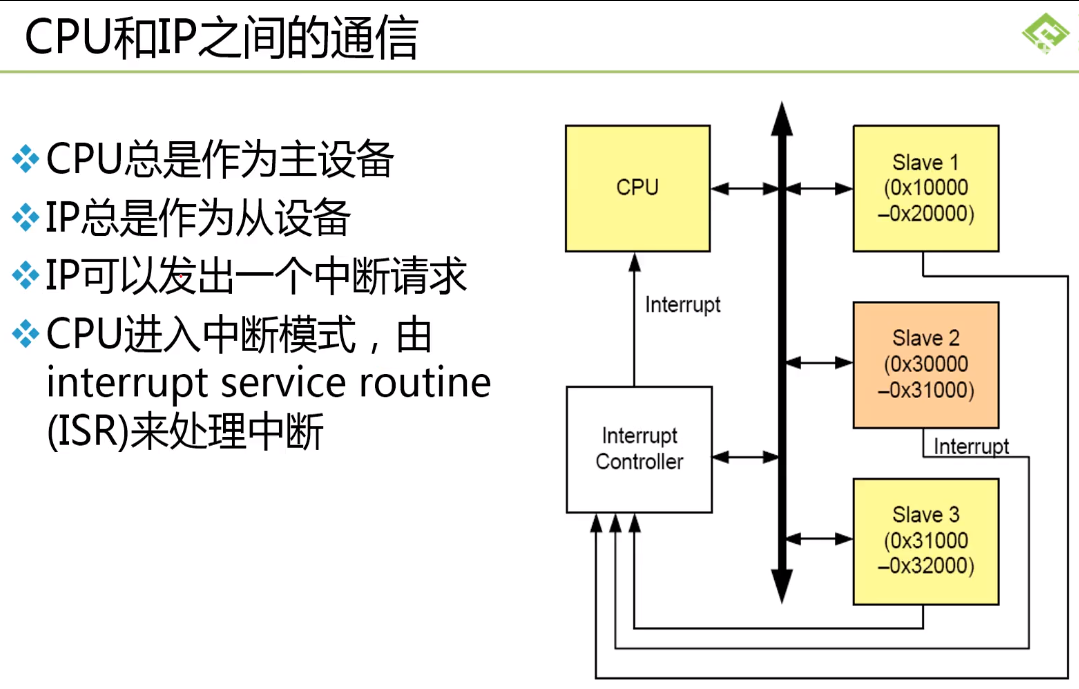 CPU和IP之间的通信
CPU总是作为主设备
IP总是作为从设备
IP可以发出一个中断请求
CPU进入中断模式，由
interrupt service routine
(ISR)来处理中断
CPU
Interrupt
Interrupt
Controller
Slave 1
(0x10000
–0x20000)
Slave 2
(0x30000
–0x31000)
Interrupt
Slave 3
(0x31000
–0x32000)